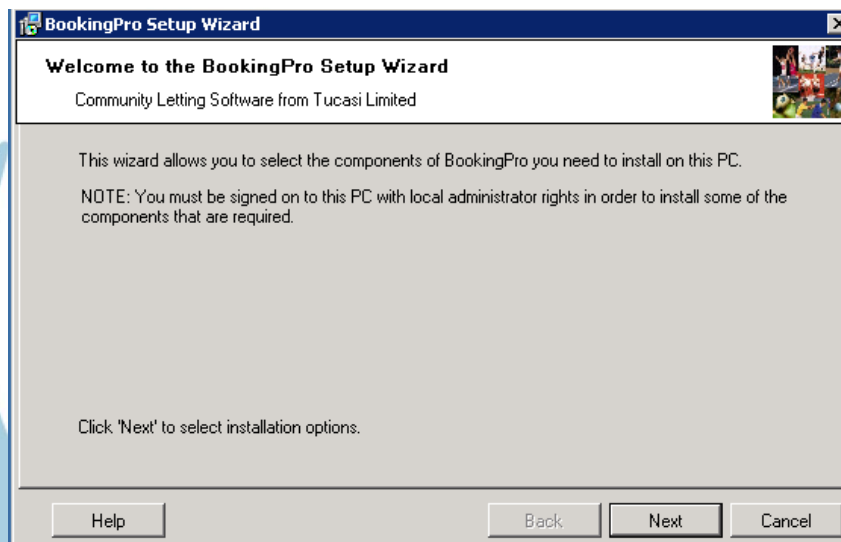 BookingPro Setup Wizard
Welcome to the BookingPro Setup Wizard
Community Letting Software from Tucasi Limited
This wizard allows you to select the components of BookingPro you need to install on this PC.
NOTE: You must be signed on to this PC with local administrator rights in order to install some of the
components that are required.
Click 'Next' to select installation options.
Help
Back
Next
Cancel